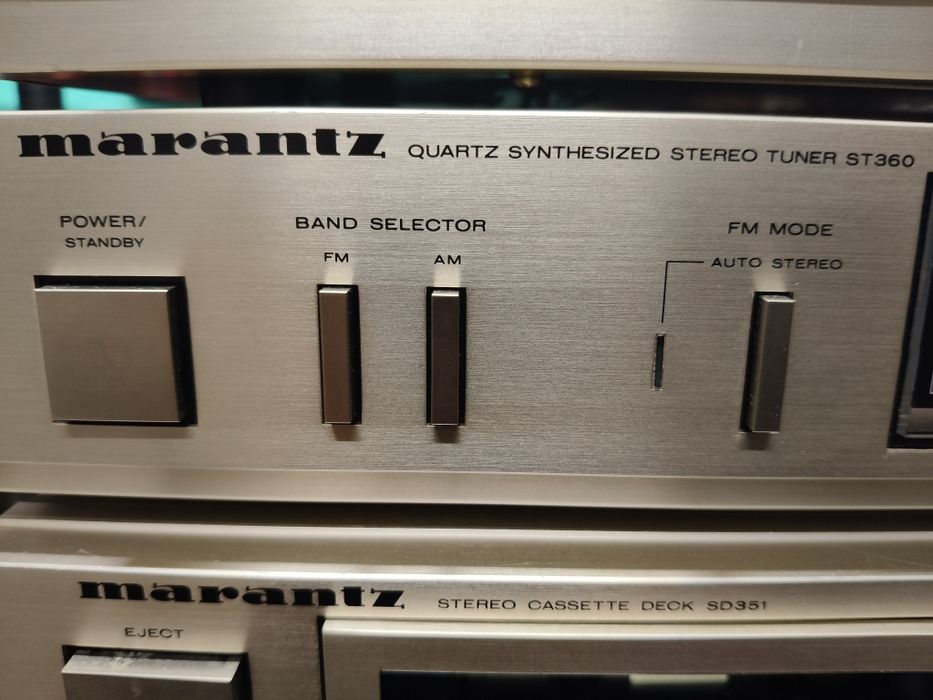 marantz QUARTZ SYNTHESIZED STEREO TUNER ST360
POWER/
STANDBY
BAND SELECTOR
FM AM
FM MODE
AUTO STEREO
marantz STEREO CASSETTE DECK SD351
EJECT